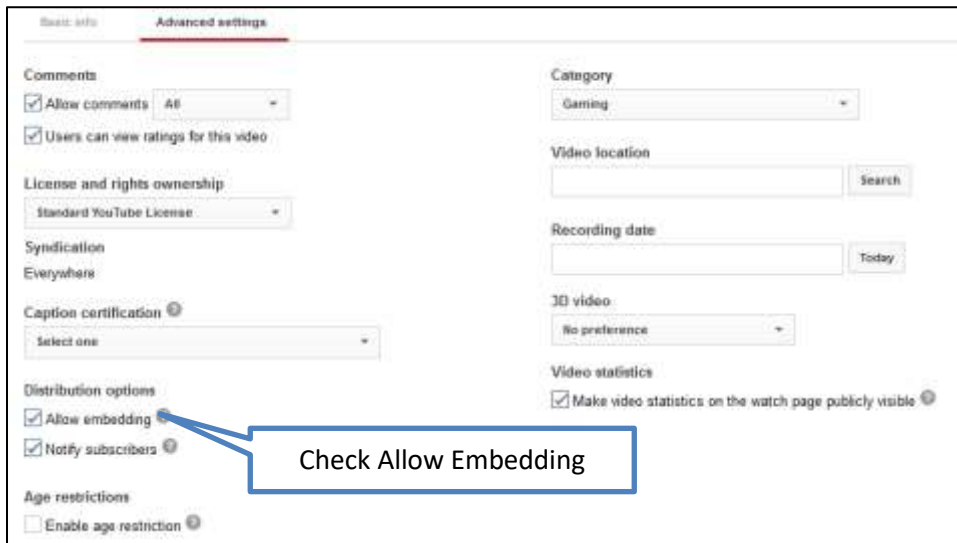 Basic info
Advanced settings
Comments
Allow comments
All
Users can view ratings for this video
License and rights ownership
Standard YouTube License
Syndication
Everywhere
Caption certification
Select one
Distribution options
Allow embedding
Notify subscribers
Age restrictions
Enable age restriction
Category
Gaming
Video location
Search
Recording date
Today
3D video
No preference
Video statistics
Make video statistics on the watch page publicly visible
Check Allow Embedding